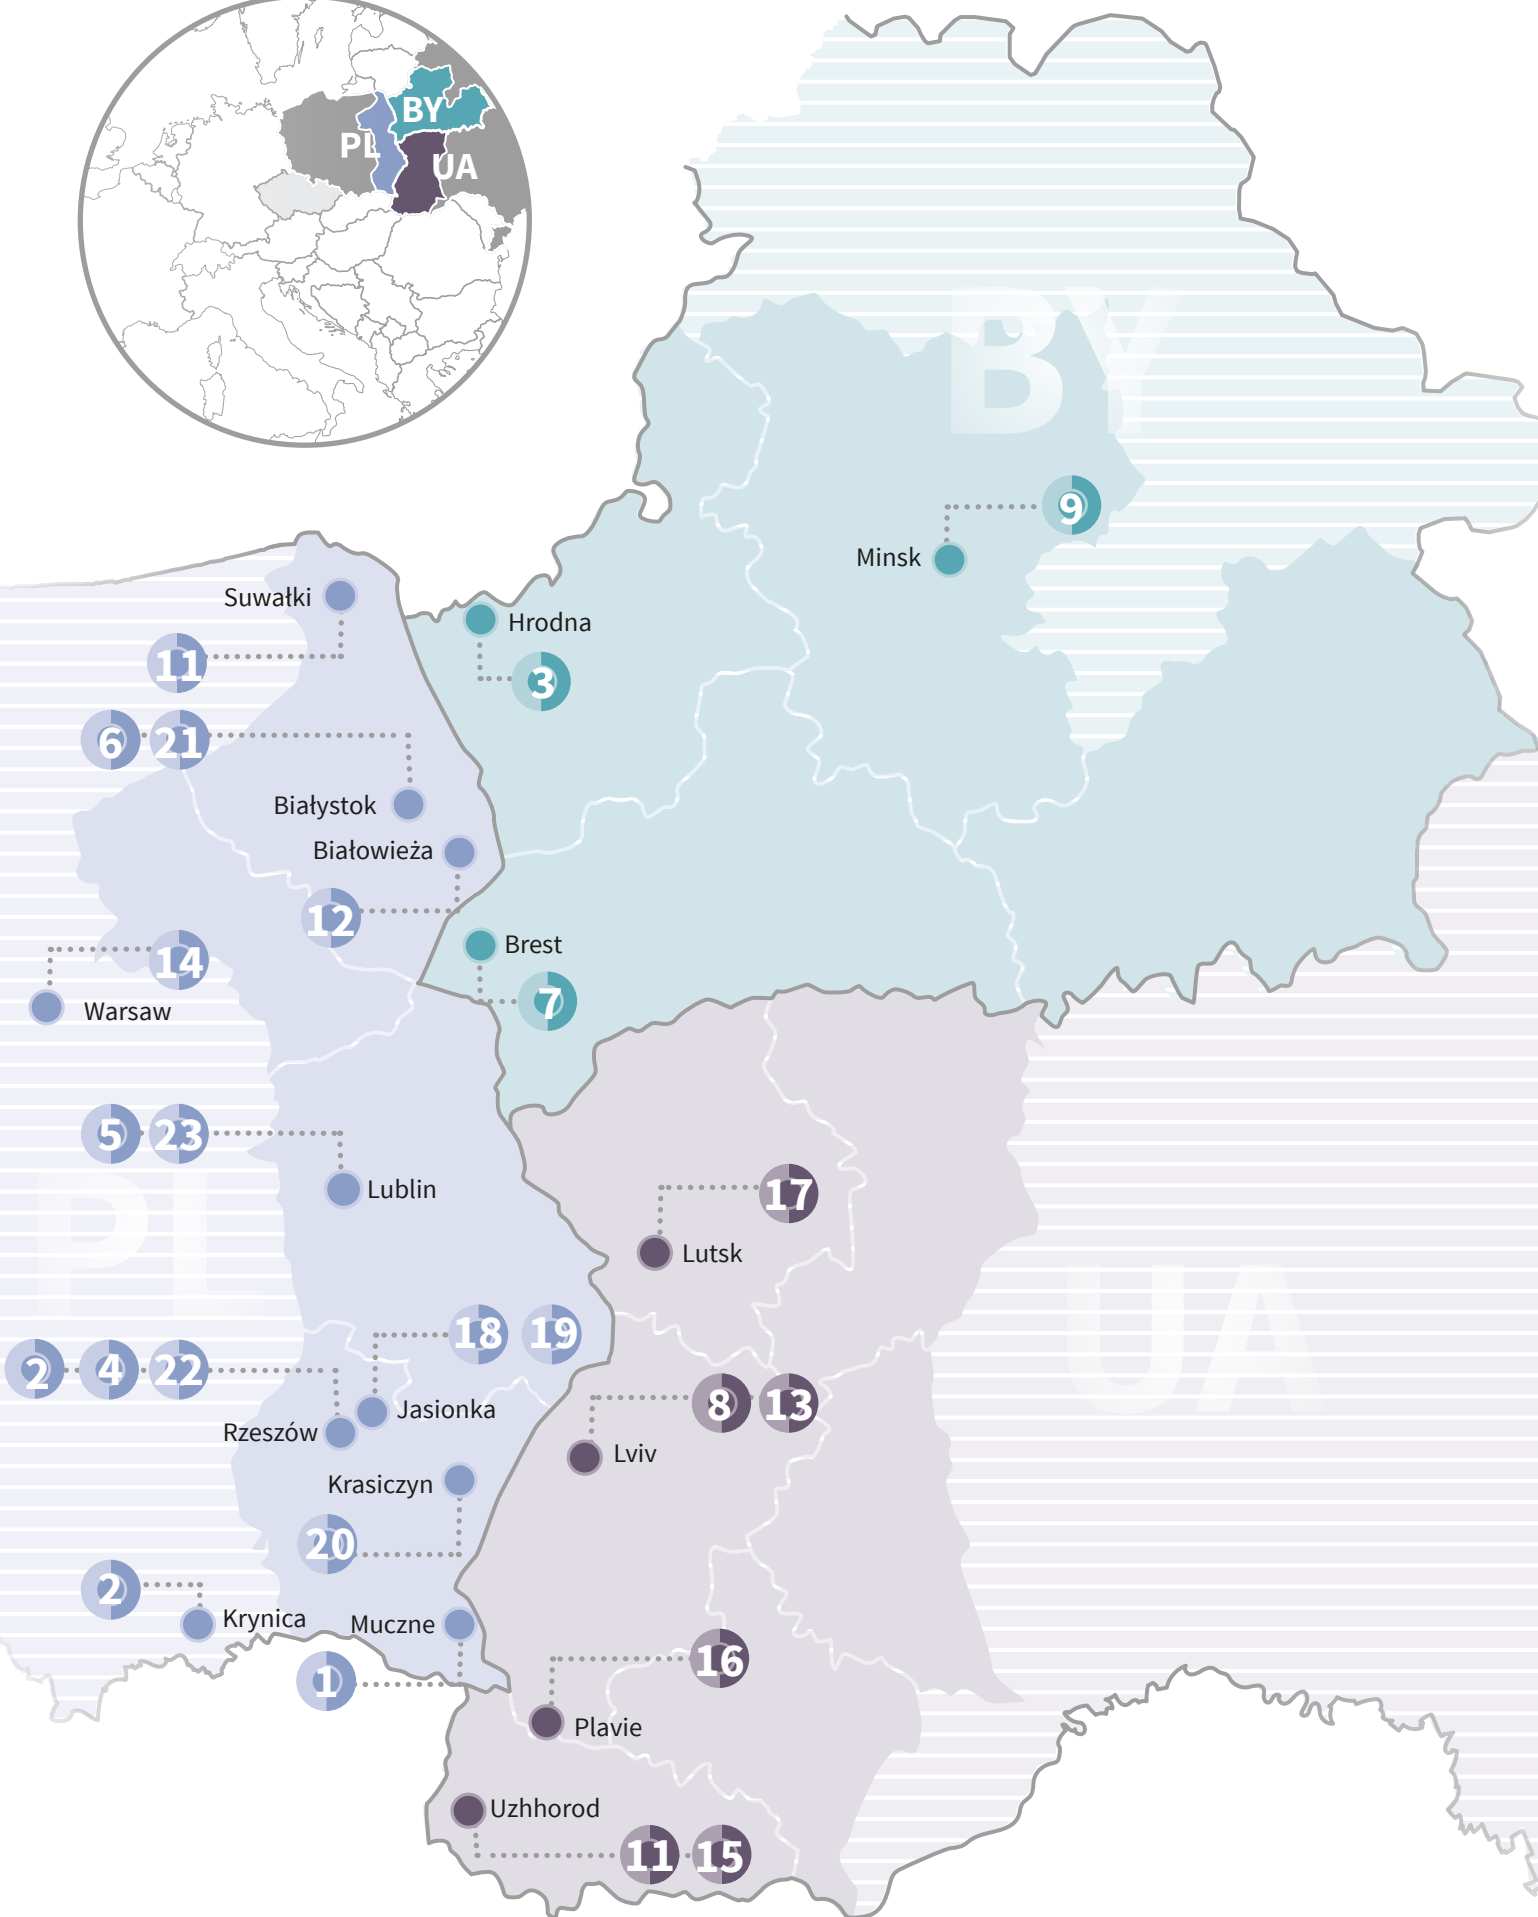 BY
PL
UA
BY
9
Minsk
Suwałki
Hrodna
11
3
6 21
Białystok
Białowieża
12
Brest
14
7
Warsaw
5 23
Lublin
17
PL
Lutsk
UA
18 19
2 4 22
8 13
Jasionka
Rzeszów
Lviv
Krasiczyn
20
2
Krynica
Muczne
16
1
Plavie
Uzhhorod
11 15